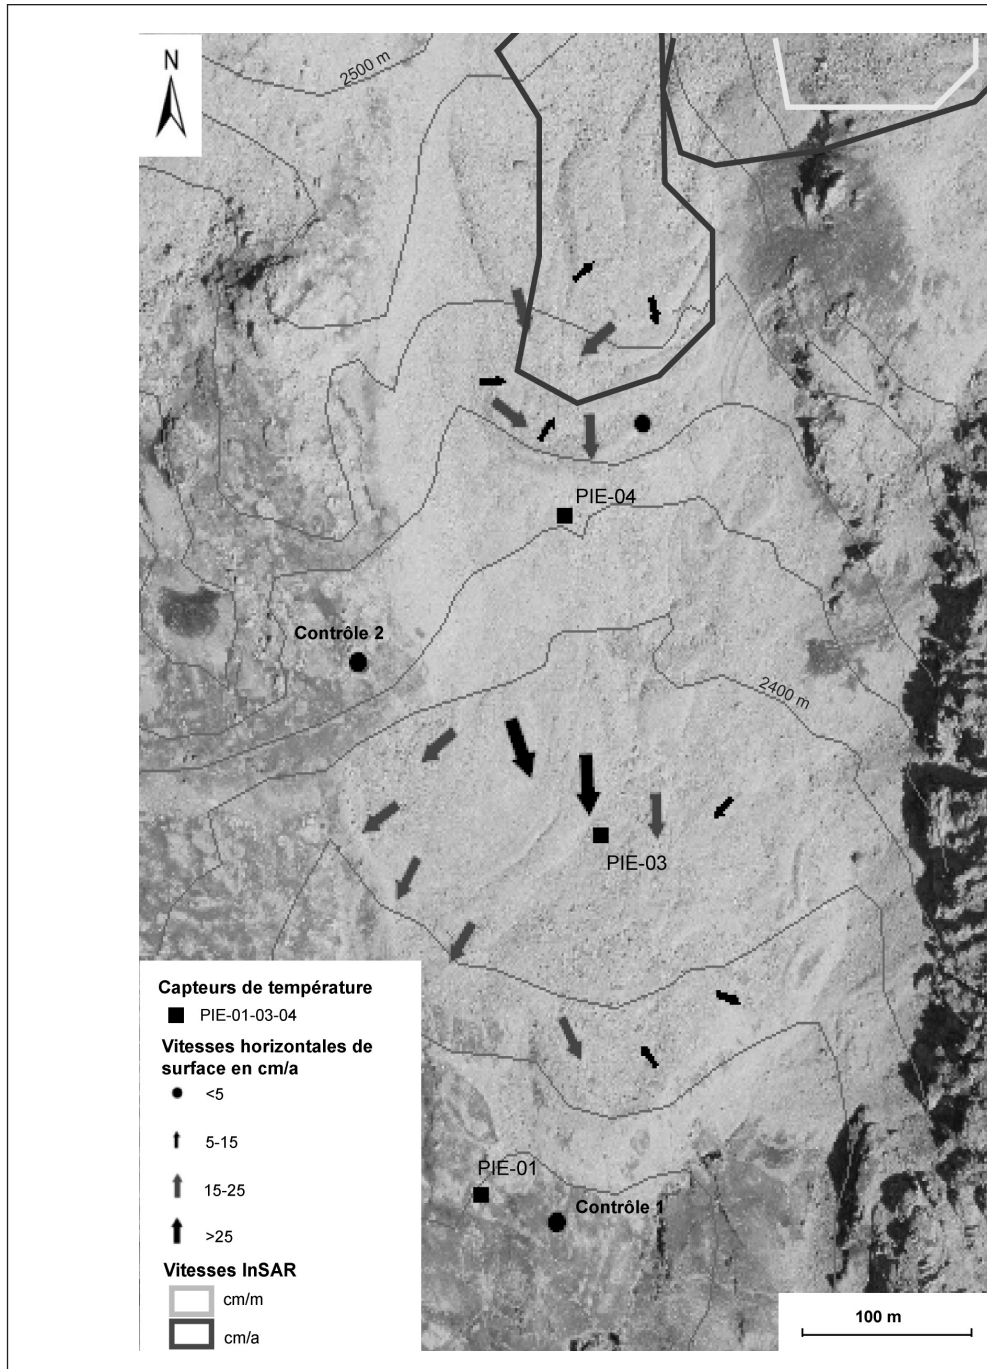 N
2500 m
PIE-04
Contrôle 2
2400 m
PIE-03
Capteurs de température
PIE-01-03-04
Vitesses horizontales de
surface en cm/a
<5
5-15
15-25
>25
Vitesses InSAR
cm/m
cm/a
PIE-01
Contrôle 1
100 m